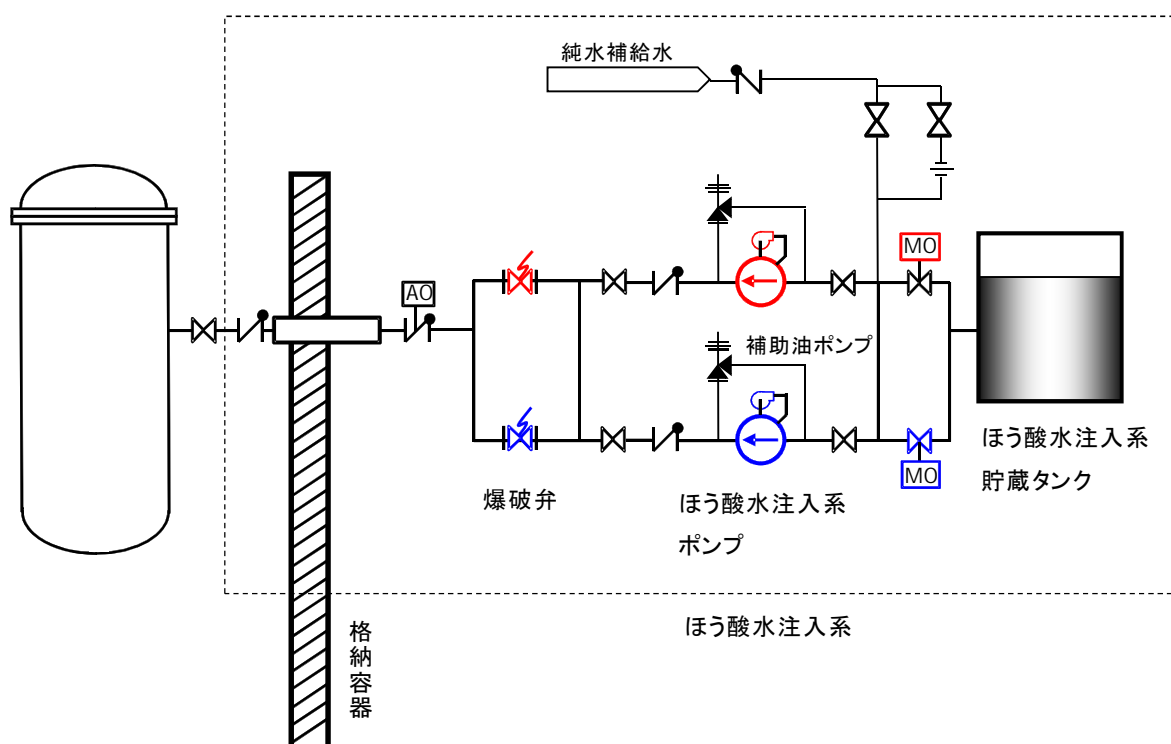 純水補給水
MO
AO
補助油ポンプ
ほう酸水注入系
貯蔵タンク
MO
爆破弁
ほう酸水注入系
ポンプ
ほう酸水注入系
格納容器